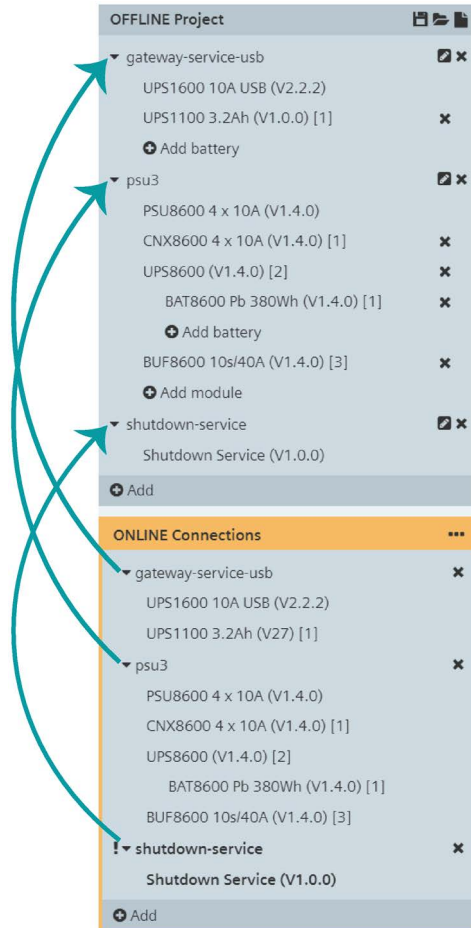 OFFLINE Project
gateway-service-usb
UPS1600 10A USB (V2.2.2)
UPS1100 3.2Ah (V1.0.0) [1]
Add battery
psu3
PSU8600 4 x 10A (V1.4.0)
CNX8600 4 x 10A (V1.4.0) [1]
UPS8600 (V1.4.0) [2]
BAT8600 Pb 380Wh (V1.4.0) [1]
Add battery
BUF8600 10s/40A (V1.4.0) [3]
Add module
shutdown-service
Shutdown Service (V1.0.0)
Add
ONLINE Connections
gateway-service-usb
UPS1600 10A USB (V2.2.2)
UPS1100 3.2Ah (V27) [1]
psu3
PSU8600 4 x 10A (V1.4.0)
CNX8600 4 x 10A (V1.4.0) [1]
UPS8600 (V1.4.0) [2]
BAT8600 Pb 380Wh (V1.4.0) [1]
BUF8600 10s/40A (V1.4.0) [3]
! shutdown-service
Shutdown Service (V1.0.0)
Add